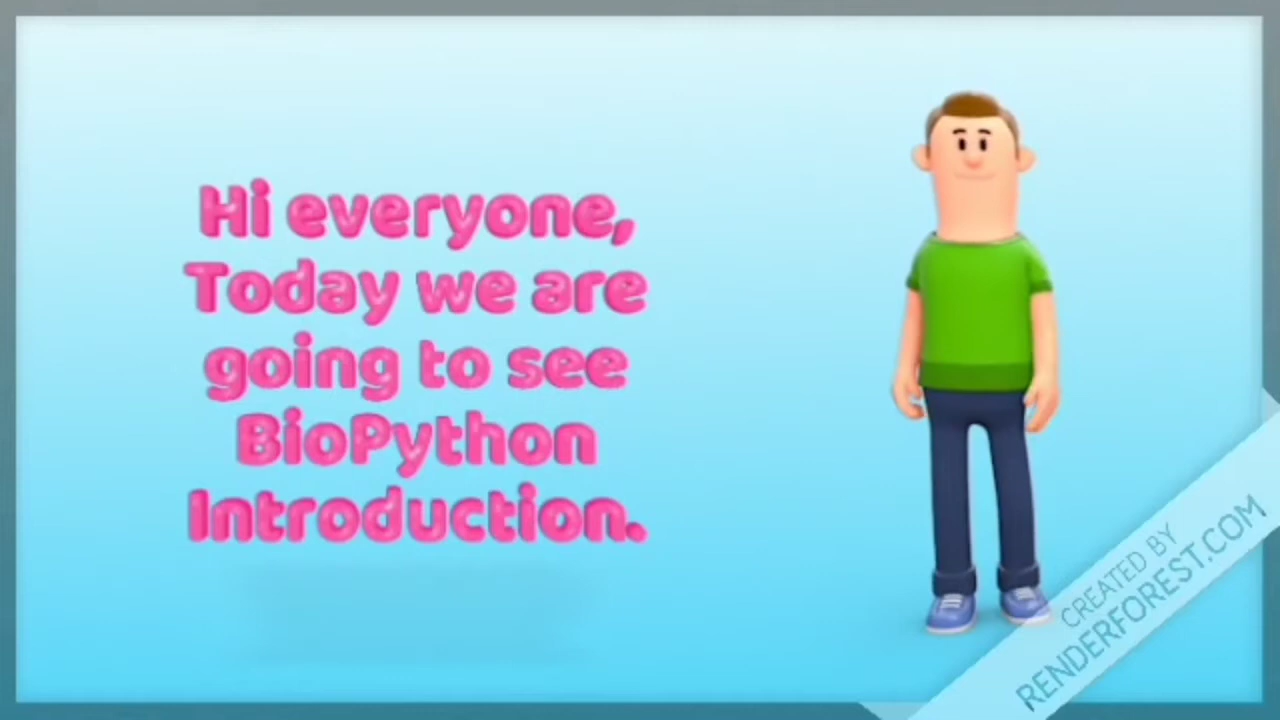 Hi everyone,
Today we are
going to see
BioPython
Introduction.
CREATED BY
RENDERFOREST.COM